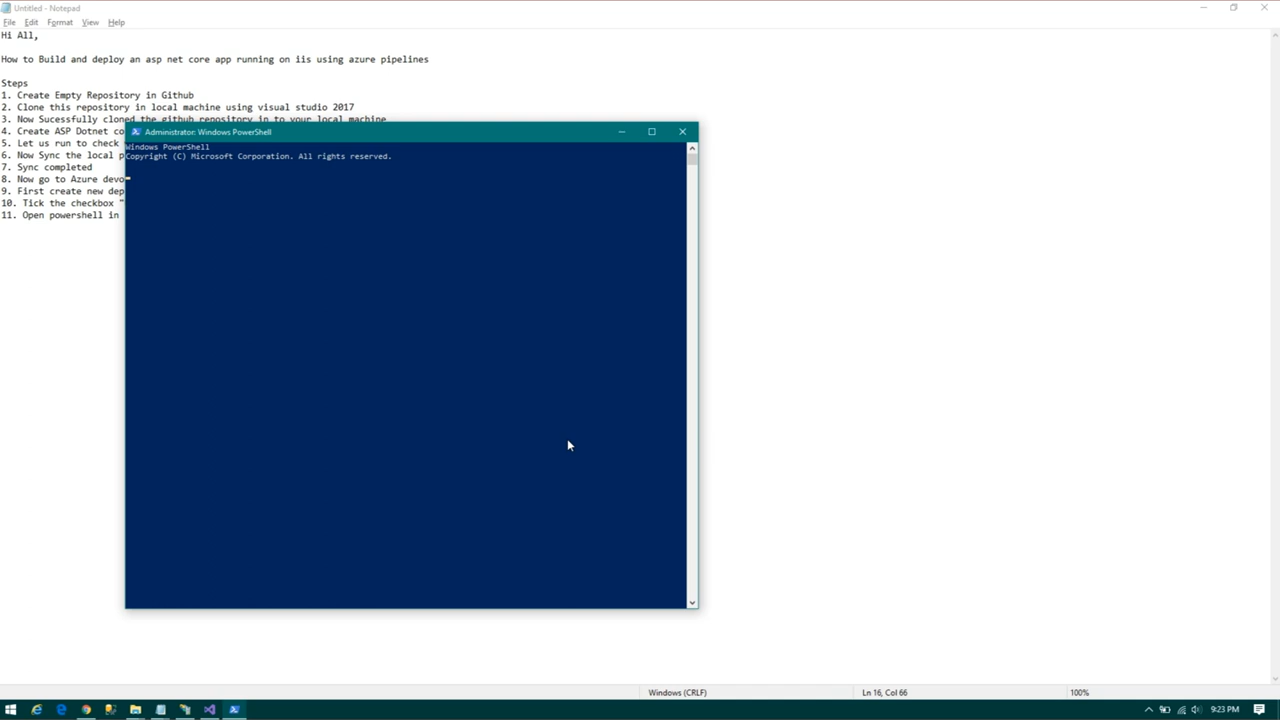 Untitled - Notepad
File Edit Format View Help
Hi All,
How to Build and deploy an asp net core app running on iis using azure pipelines
Steps
1. Create Empty Repository in Github
2. Clone this repository in local machine using visual studio 2017
3. Now Sucessfully cloned the github repository in to your local machine
4. Create ASP Dotnet co
5. Let us run to check
6. Now Sync the local p
7. Sync completed
8. Now go to Azure devo
9. First create new dep
10. Tick the checkbox "
11. Open powershell in
Administrator: Windows PowerShell
Windows PowerShell
Copyright (C) Microsoft Corporation. All rights reserved.
Windows (CRLF)
Ln 16, Col 66
100%
9:23 PM